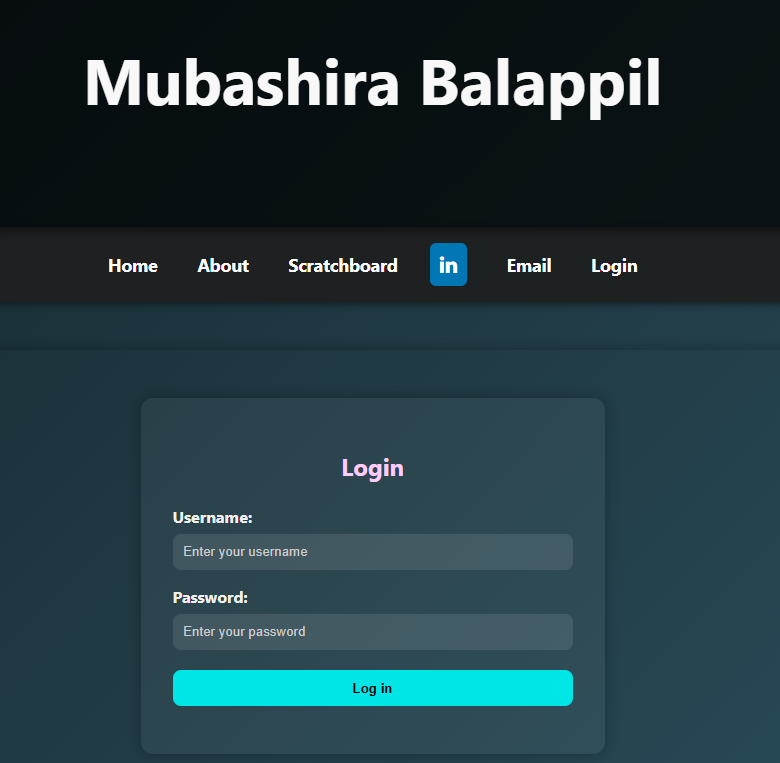 Mubashira Balappil
Home About Scratchboard in Email Login
Login
Username:
Enter your username
Password:
Enter your password
Log in